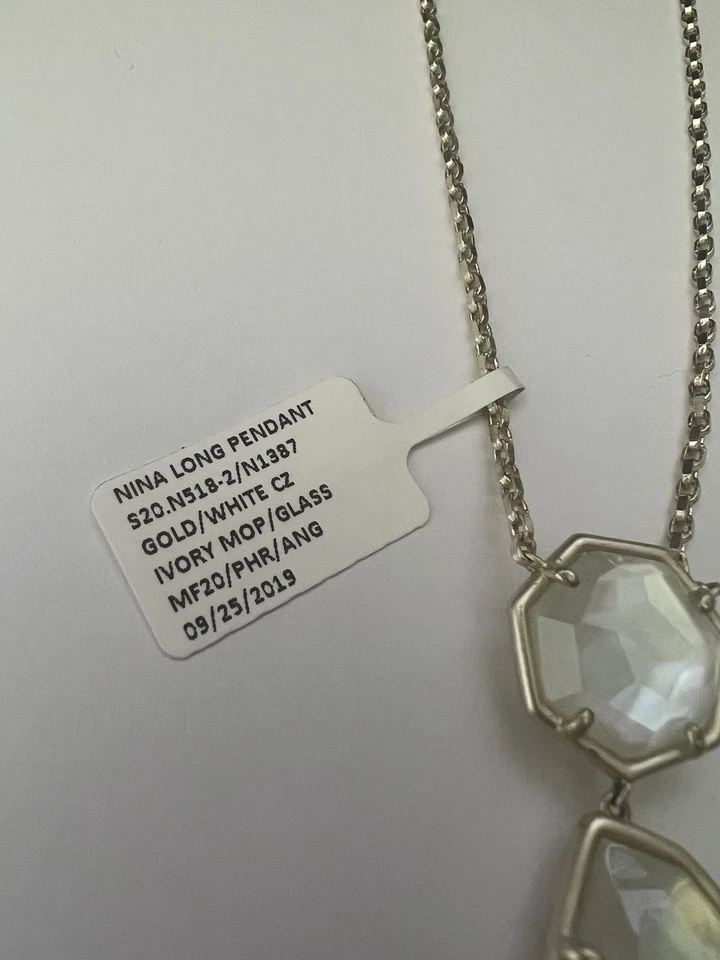 NINA LONG PENDANT
S20.N518-2/N1387
GOLD/WHITE CZ
IVORY MOP/GLASS
MF20/PHR/ANG
09/25/2019